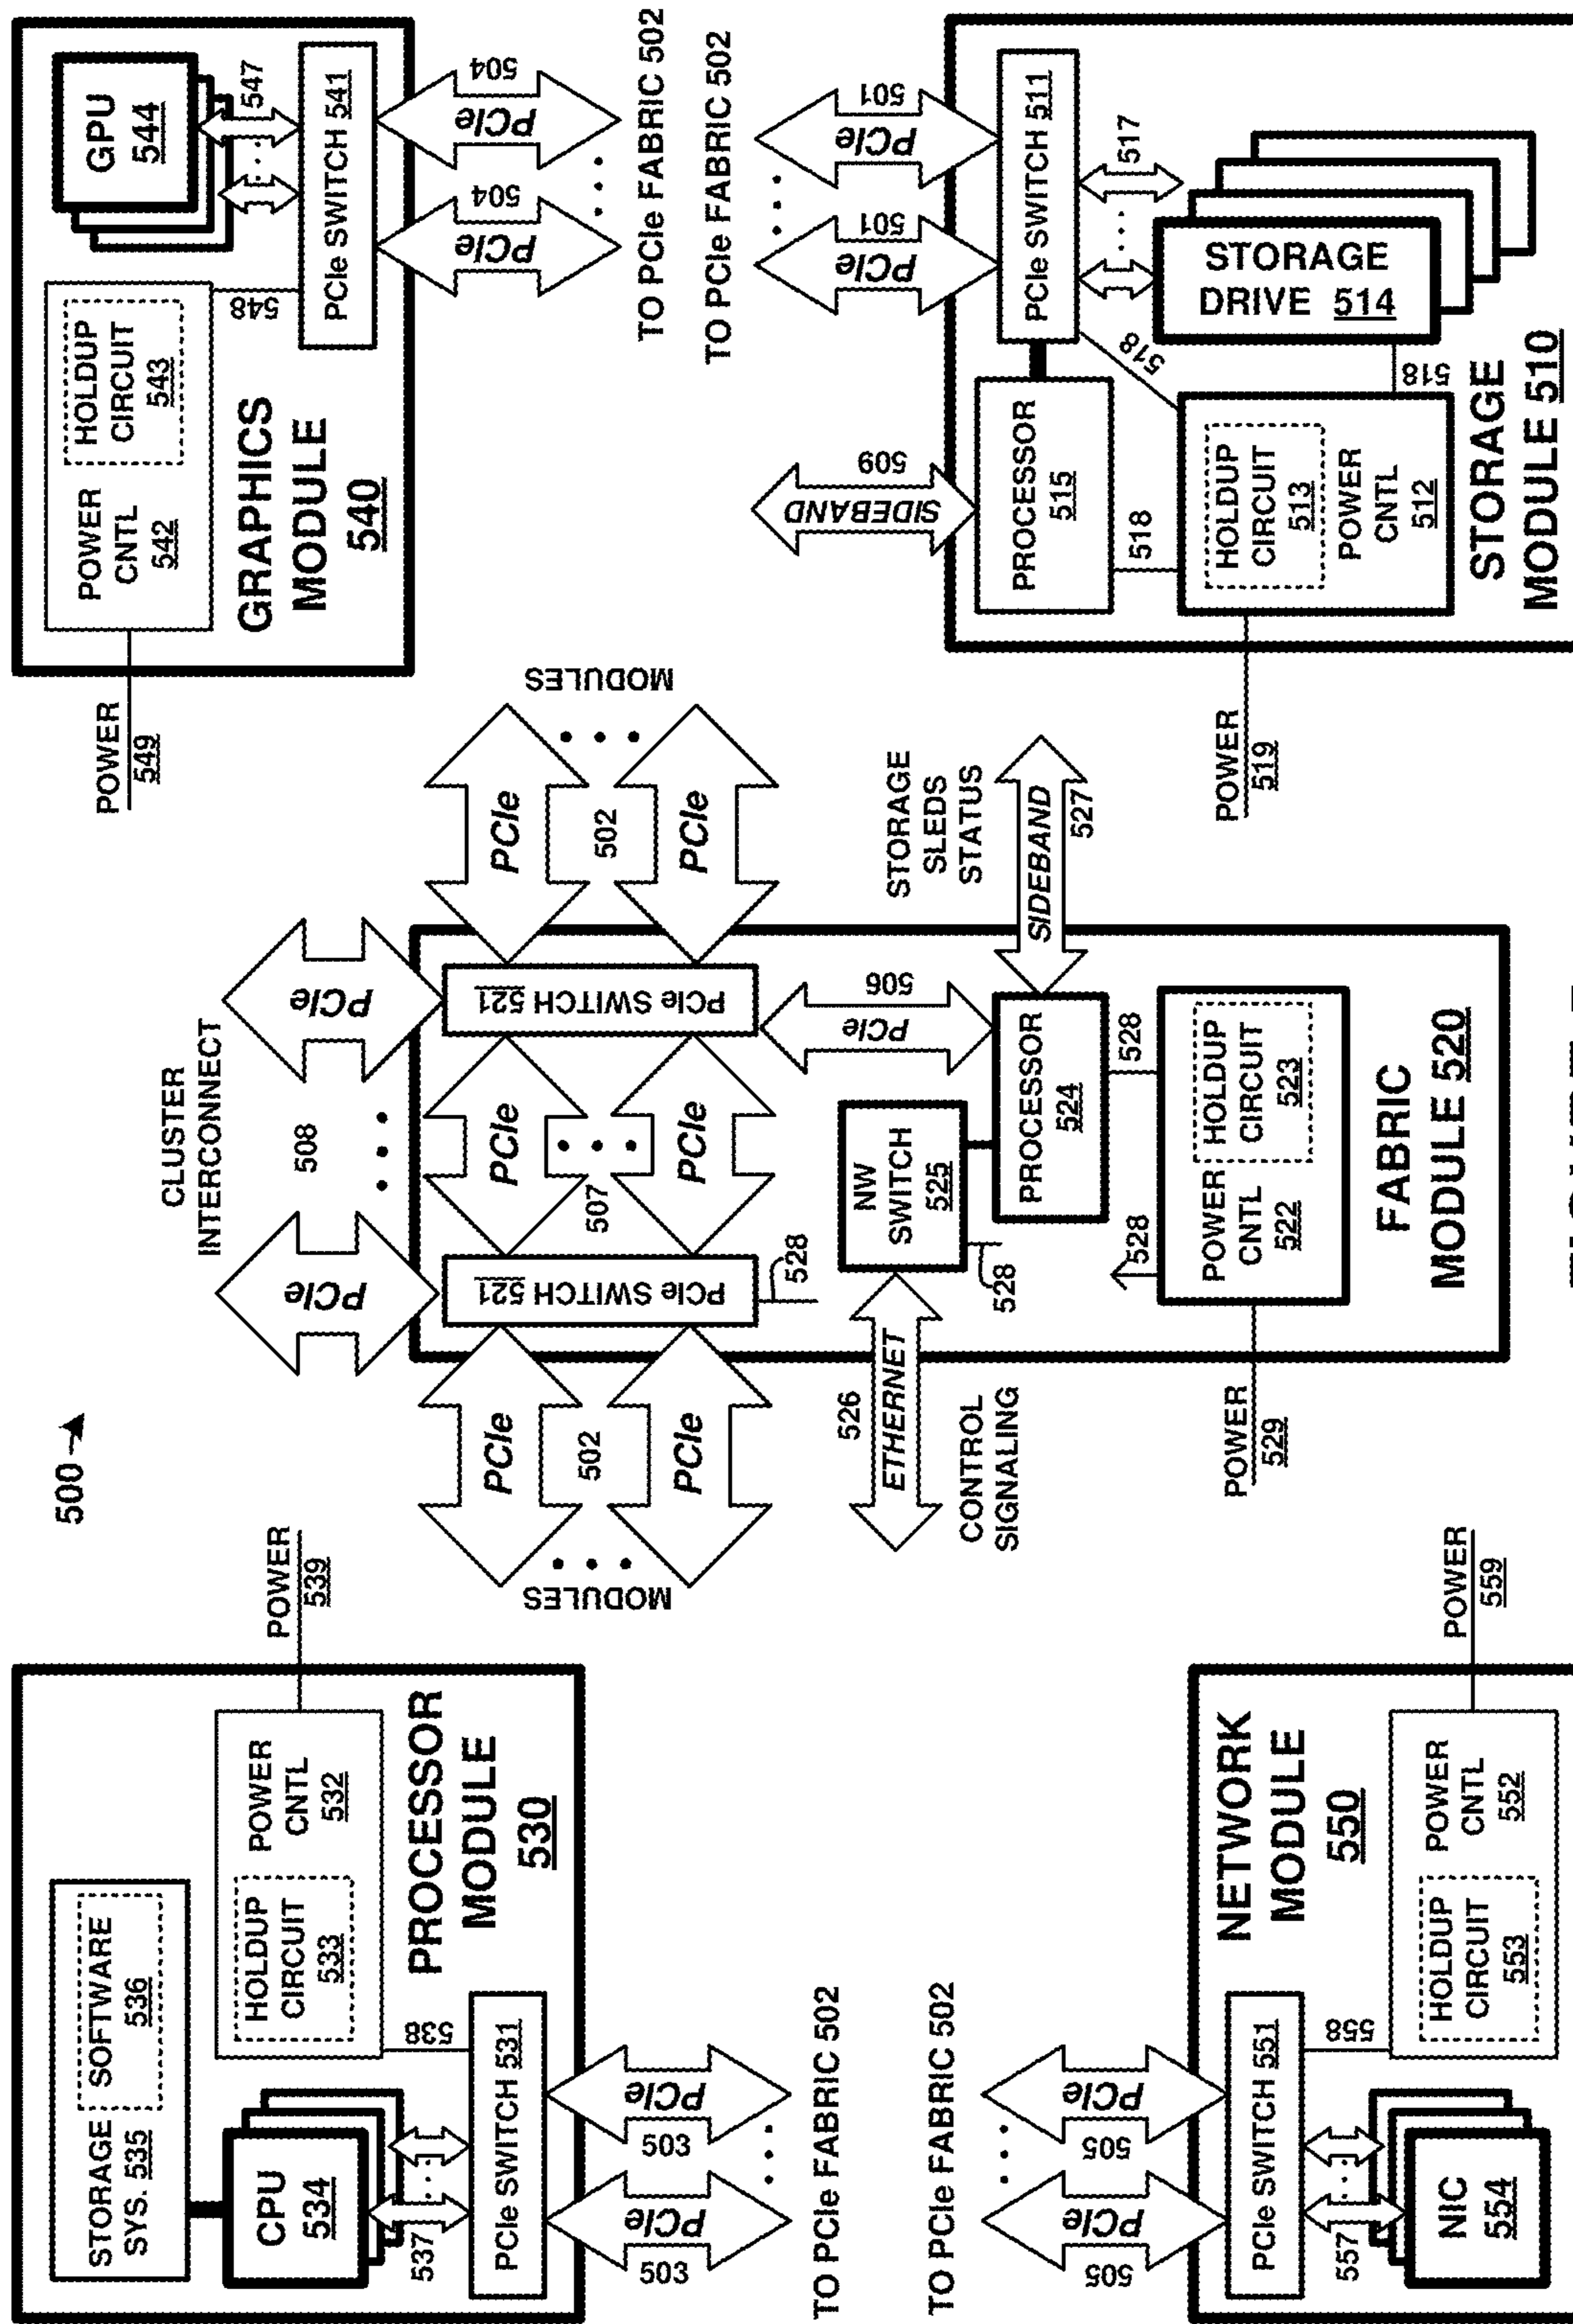 500
PROCESSOR
MODULE
530
STORAGE
SYS. 535
SOFTWARE
536
CPU
534
537
HOLDUP
CIRCUIT
533
POWER
CNTL
532
538
PCIe SWITCH 531
PCIe
503
PCIe
503
TO PCIe FABRIC 502
POWER
539
CLUSTER
INTERCONNECT
508
PCIe
PCIe
MODULES
PCIe
502
PCIe
PCIe SWITCH 521
528
PCIe
507
PCIe
PCIe SWITCH 521
PCIe
502
PCIe
MODULES
PCIe
506
526
ETHERNET
CONTROL
SIGNALING
NW
SWITCH
525
528
PROCESSOR
524
528
STORAGE
SLEDS
STATUS
SIDEBAND
527
528
POWER
CNTL
522
HOLDUP
CIRCUIT
523
POWER
529
FABRIC
MODULE 520
POWER
549
GRAPHICS
MODULE
540
POWER
CNTL
542
HOLDUP
CIRCUIT
543
GPU
544
547
548
PCIe SWITCH 541
PCIe
504
PCIe
504
TO PCIe FABRIC 502
TO PCIe FABRIC 502
PCIe
505
PCIe
505
PCIe SWITCH 551
557
NIC
554
558
HOLDUP
CIRCUIT
553
POWER
CNTL
552
NETWORK
MODULE
550
POWER
559
TO PCIe FABRIC 502
SIDEBAND
509
PCIe
501
PCIe
501
PROCESSOR
515
PCIe SWITCH 511
517
518
518
518
STORAGE
DRIVE 514
HOLDUP
CIRCUIT
513
POWER
CNTL
512
POWER
519
STORAGE
MODULE 510